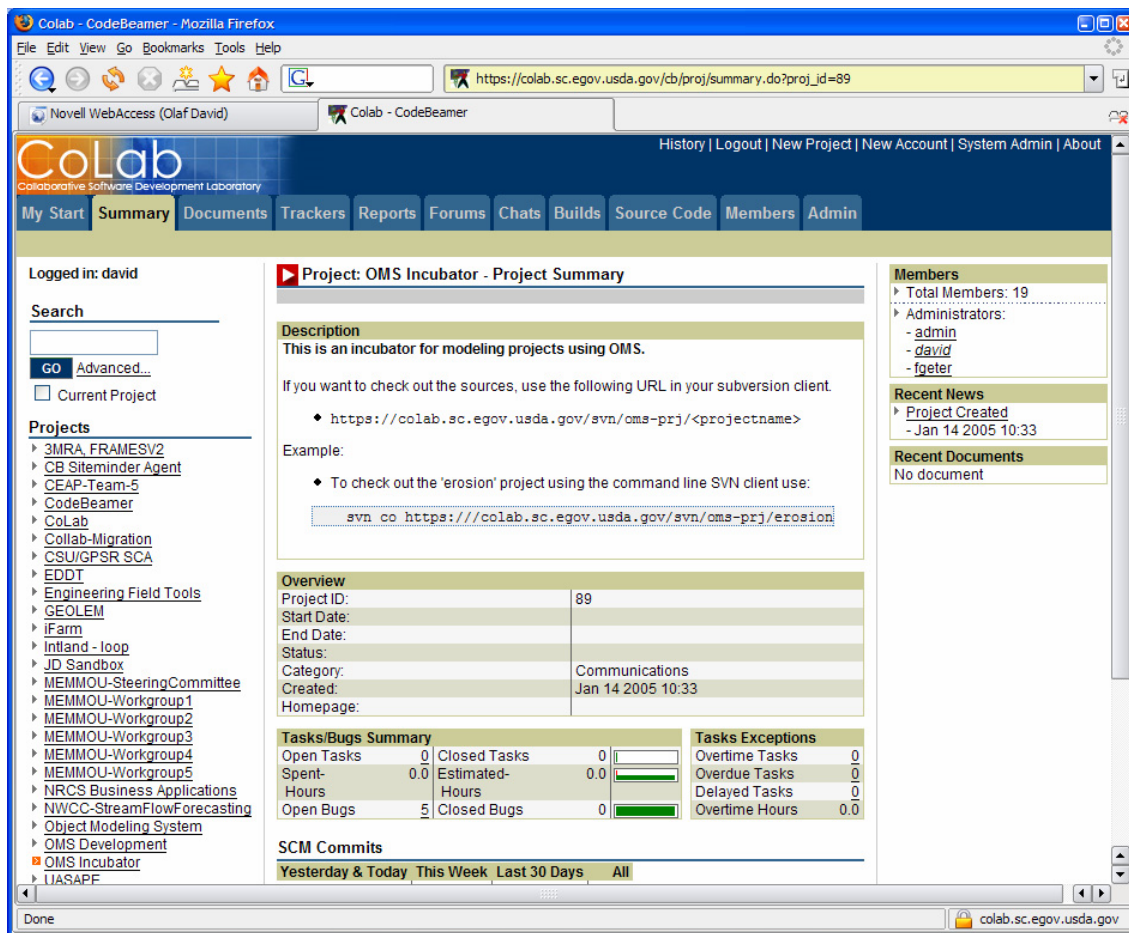 Colab - CodeBeamer - Mozilla Firefox
File Edit View Go Bookmarks Tools Help
G
https://colab.sc.egov.usda.gov/cb/proj/summary.do?proj_id=89
Novell WebAccess (Olaf David)
Colab - CodeBeamer
History | Logout | New Project | New Account | System Admin | About
CoLab
Collaborative Software Development Laboratory
My Start Summary Documents Trackers Reports Forums Chats Builds Source Code Members Admin
Logged in: david
Search
GO Advanced...
Current Project
Projects
3MRA, FRAMESV2
CB Siteminder Agent
CEAP-Team-5
CodeBeamer
CoLab
Collab-Migration
CSU/GPSR SCA
EDDT
Engineering Field Tools
GEOLEM
iFarm
Intland - loop
JD Sandbox
MEMMOU-SteeringCommittee
MEMMOU-Workgroup1
MEMMOU-Workgroup2
MEMMOU-Workgroup3
MEMMOU-Workgroup4
MEMMOU-Workgroup5
NRCS Business Applications
NWCC-StreamFlowForecasting
Object Modeling System
OMS Development
OMS Incubator
UASAPE
Project: OMS Incubator - Project Summary
Description
This is an incubator for modeling projects using OMS.
If you want to check out the sources, use the following URL in your subversion client.
https://colab.sc.egov.usda.gov/svn/oms-prj/<projectname>
Example:
To check out the 'erosion' project using the command line SVN client use:
svn co https:///colab.sc.egov.usda.gov/svn/oms-prj/erosion
Overview
Project ID: 89
Start Date:
End Date:
Status:
Category: Communications
Created: Jan 14 2005 10:33
Homepage:
Tasks/Bugs Summary
Open Tasks 0 Closed Tasks 0
Spent- 0.0 Estimated- 0.0
Hours Hours
Open Bugs 5 Closed Bugs 0
Tasks Exceptions
Overtime Tasks 0
Overdue Tasks 0
Delayed Tasks 0
Overtime Hours 0.0
SCM Commits
Yesterday & Today This Week Last 30 Days All
Members
Total Members: 19
Administrators:
- admin
- david
- fgeter
Recent News
Project Created
- Jan 14 2005 10:33
Recent Documents
No document
Done
colab.sc.egov.usda.gov